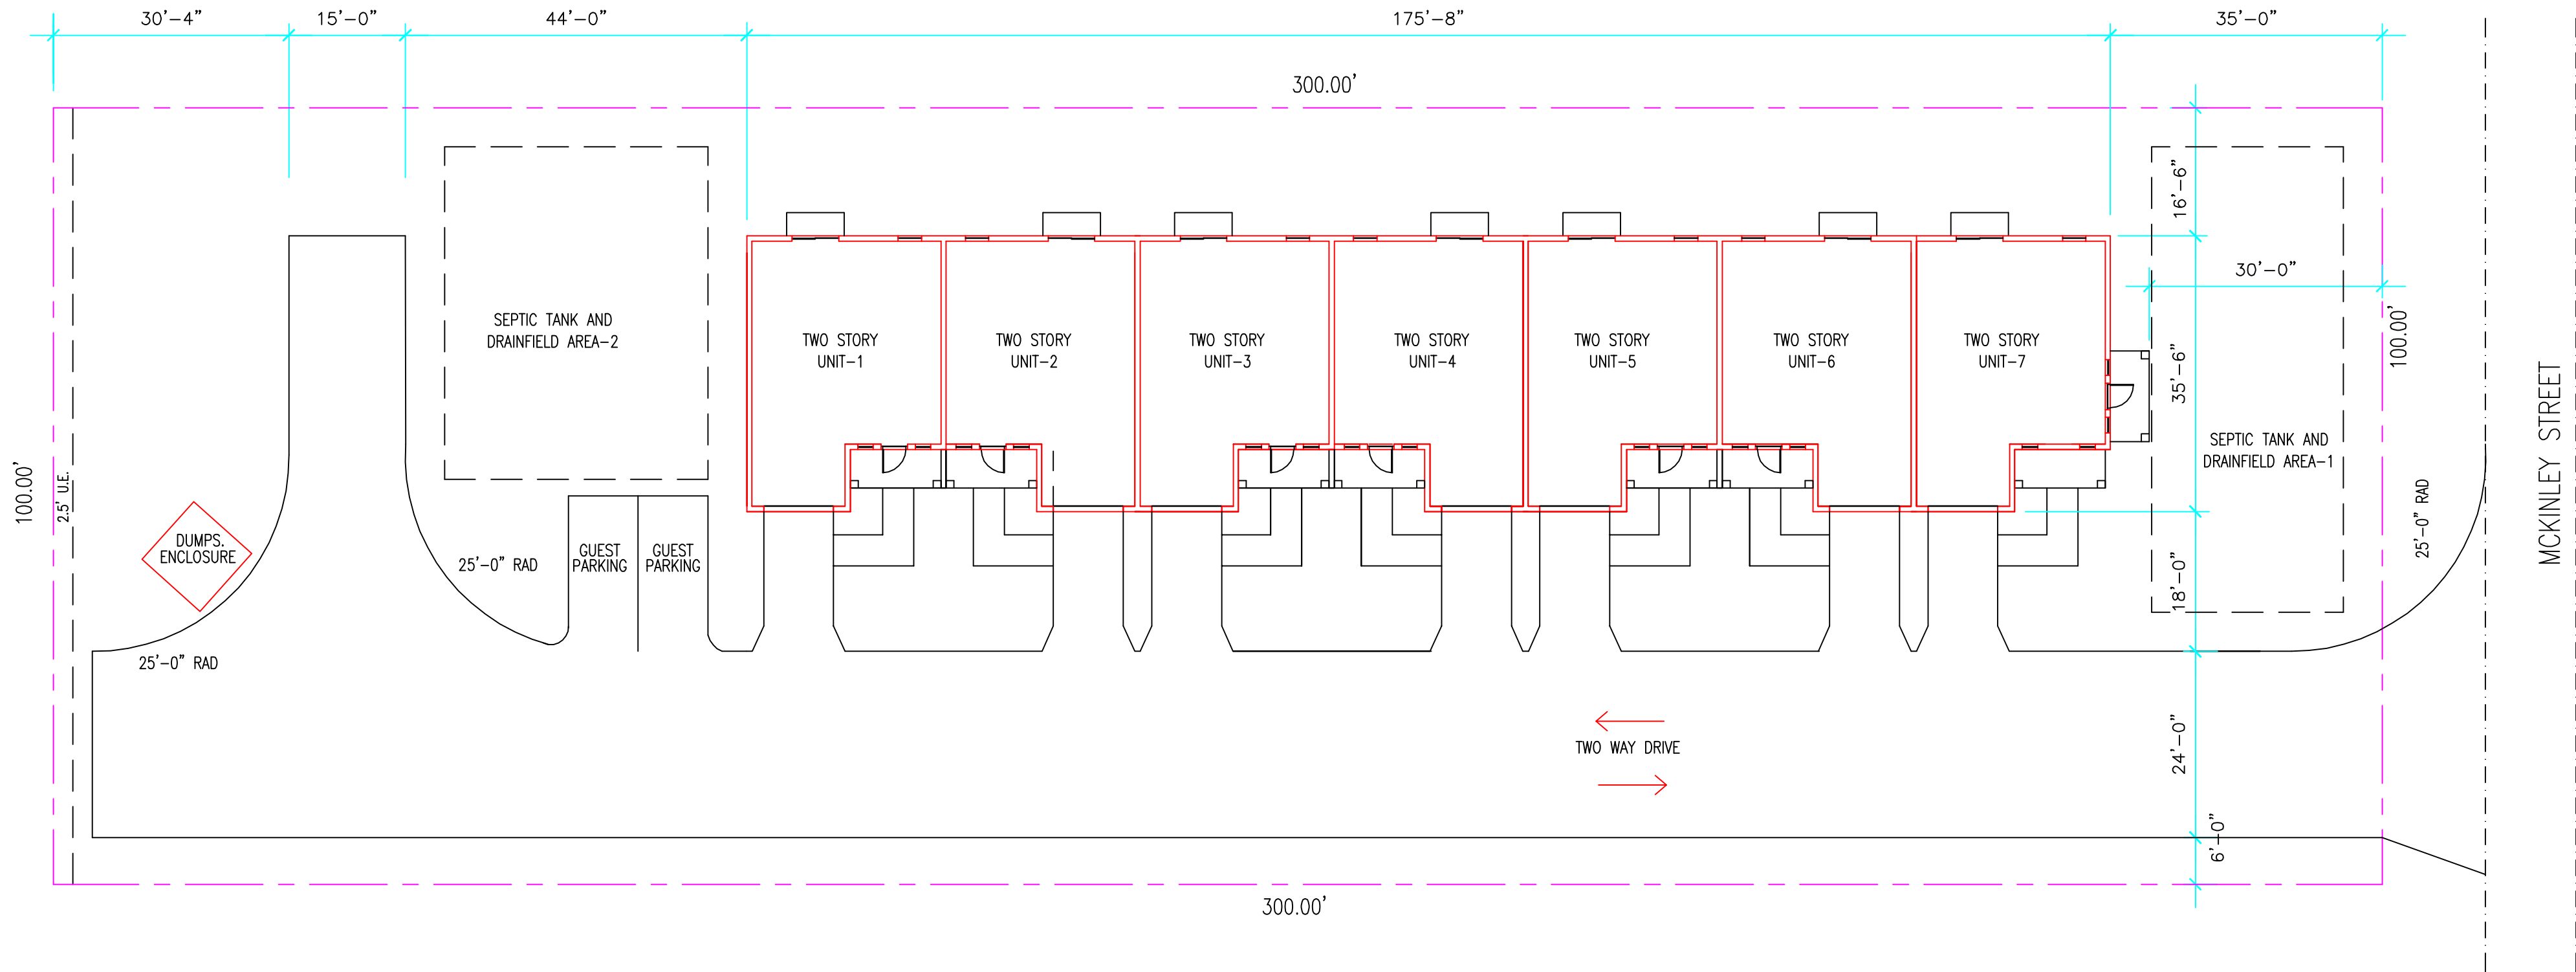 30'-4"
15'-0"
44'-0"
175'-8"
35'-0"
300.00'
16'-6"
30'-0"
100.00'
35'-6"
SEPTIC TANK AND
DRAINFIELD AREA-2
TWO STORY
UNIT-1
TWO STORY
UNIT-2
TWO STORY
UNIT-3
TWO STORY
UNIT-4
TWO STORY
UNIT-5
TWO STORY
UNIT-6
TWO STORY
UNIT-7
SEPTIC TANK AND
DRAINFIELD AREA-1
MCKINLEY STREET
100.00'
2.5' U.E.
25'-0" RAD
DUMPS.
ENCLOSURE
25'-0" RAD
GUEST
PARKING
GUEST
PARKING
18'-0"
25'-0" RAD
24'-0"
TWO WAY DRIVE
6'-0"
300.00'